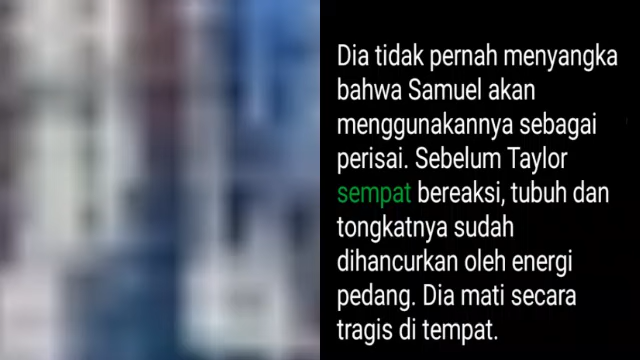 Dia tidak pernah menyangka
bahwa Samuel akan
menggunakannya sebagai
perisai. Sebelum Taylor
sempat bereaksi, tubuh dan
tongkatnya sudah
dihancurkan oleh energi
pedang. Dia mati secara
tragis di tempat.